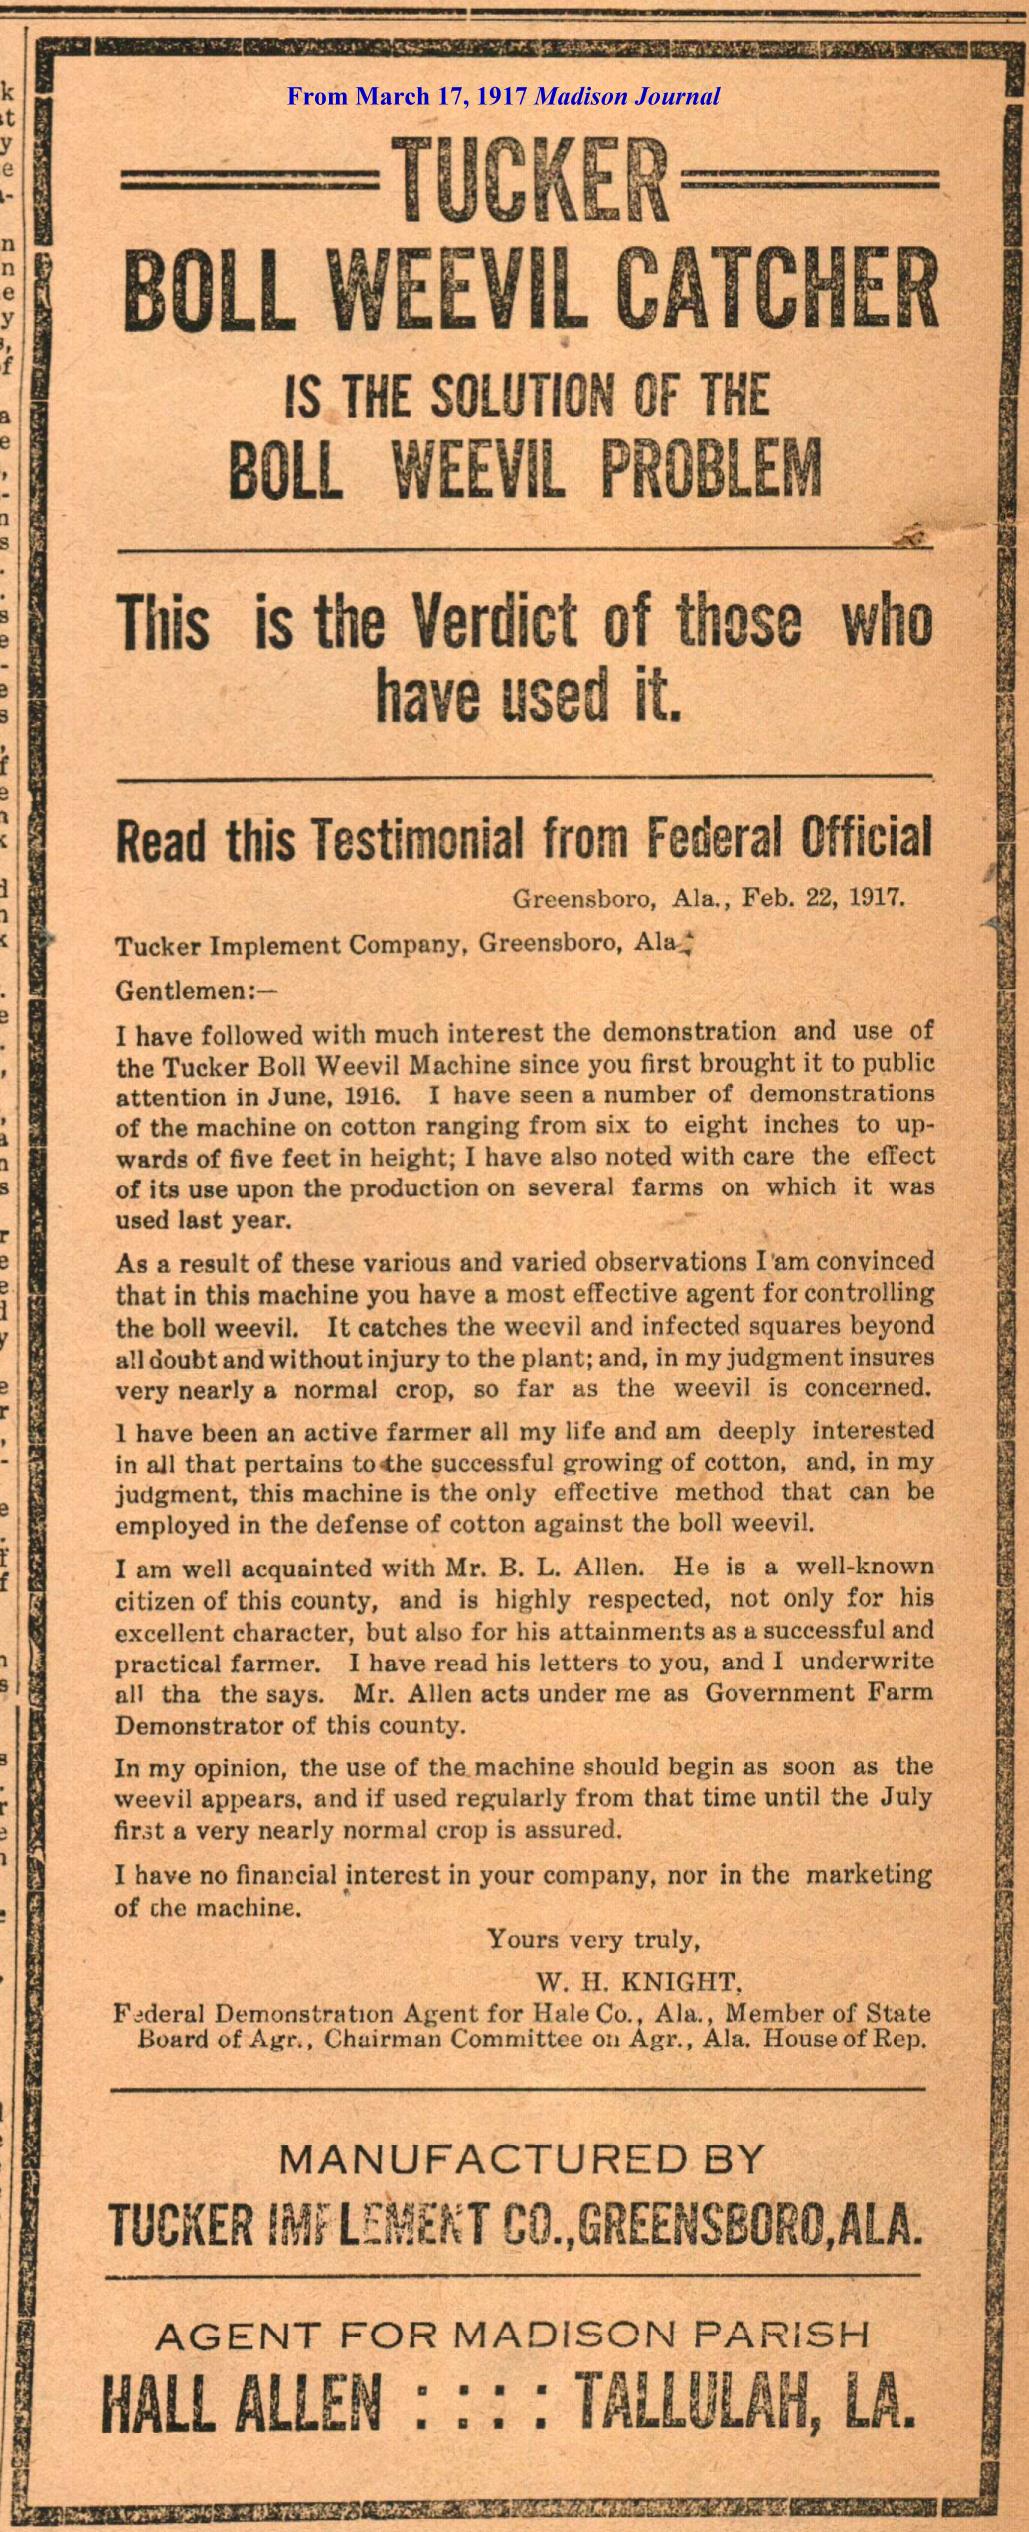 From March 17, 1917 Madison Journal
TUCKER
BOLL WEEVIL CATCHER
IS THE SOLUTION OF THE
BOLL WEEVIL PROBLEM
This is the Verdict of those who
have used it.
Read this Testimonial from Federal Official
Greensboro, Ala., Feb. 22, 1917.
Tucker Implement Company, Greensboro, Ala.
Gentlemen:—
I have followed with much interest the demonstration and use of
the Tucker Boll Weevil Machine since you first brought it to public
attention in June, 1916. I have seen a number of demonstrations
of the machine on cotton ranging from six to eight inches to up-
wards of five feet in height; I have also noted with care the effect
of its use upon the production on several farms on which it was
used last year.
As a result of these various and varied observations I am convinced
that in this machine you have a most effective agent for controlling
the boll weevil. It catches the weevil and infected squares beyond
all doubt and without injury to the plant; and, in my judgment insures
very nearly a normal crop, so far as the weevil is concerned.
I have been an active farmer all my life and am deeply interested
in all that pertains to the successful growing of cotton, and, in my
judgment, this machine is the only effective method that can be
employed in the defense of cotton against the boll weevil.
I am well acquainted with Mr. B. L. Allen. He is a well-known
citizen of this county, and is highly respected, not only for his
excellent character, but also for his attainments as a successful and
practical farmer. I have read his letters to you, and I underwrite
all tha the says. Mr. Allen acts under me as Government Farm
Demonstrator of this county.
In my opinion, the use of the machine should begin as soon as the
weevil appears, and if used regularly from that time until the July
first a very nearly normal crop is assured.
I have no financial interest in your company, nor in the marketing
of the machine.
Yours very truly,
W. H. KNIGHT,
Federal Demonstration Agent for Hale Co., Ala., Member of State
Board of Agr., Chairman Committee on Agr., Ala. House of Rep.
MANUFACTURED BY
TUCKER IMPLEMENT CO., GREENSBORO, ALA.
AGENT FOR MADISON PARISH
HALL ALLEN : : : : TALLULAH, LA.